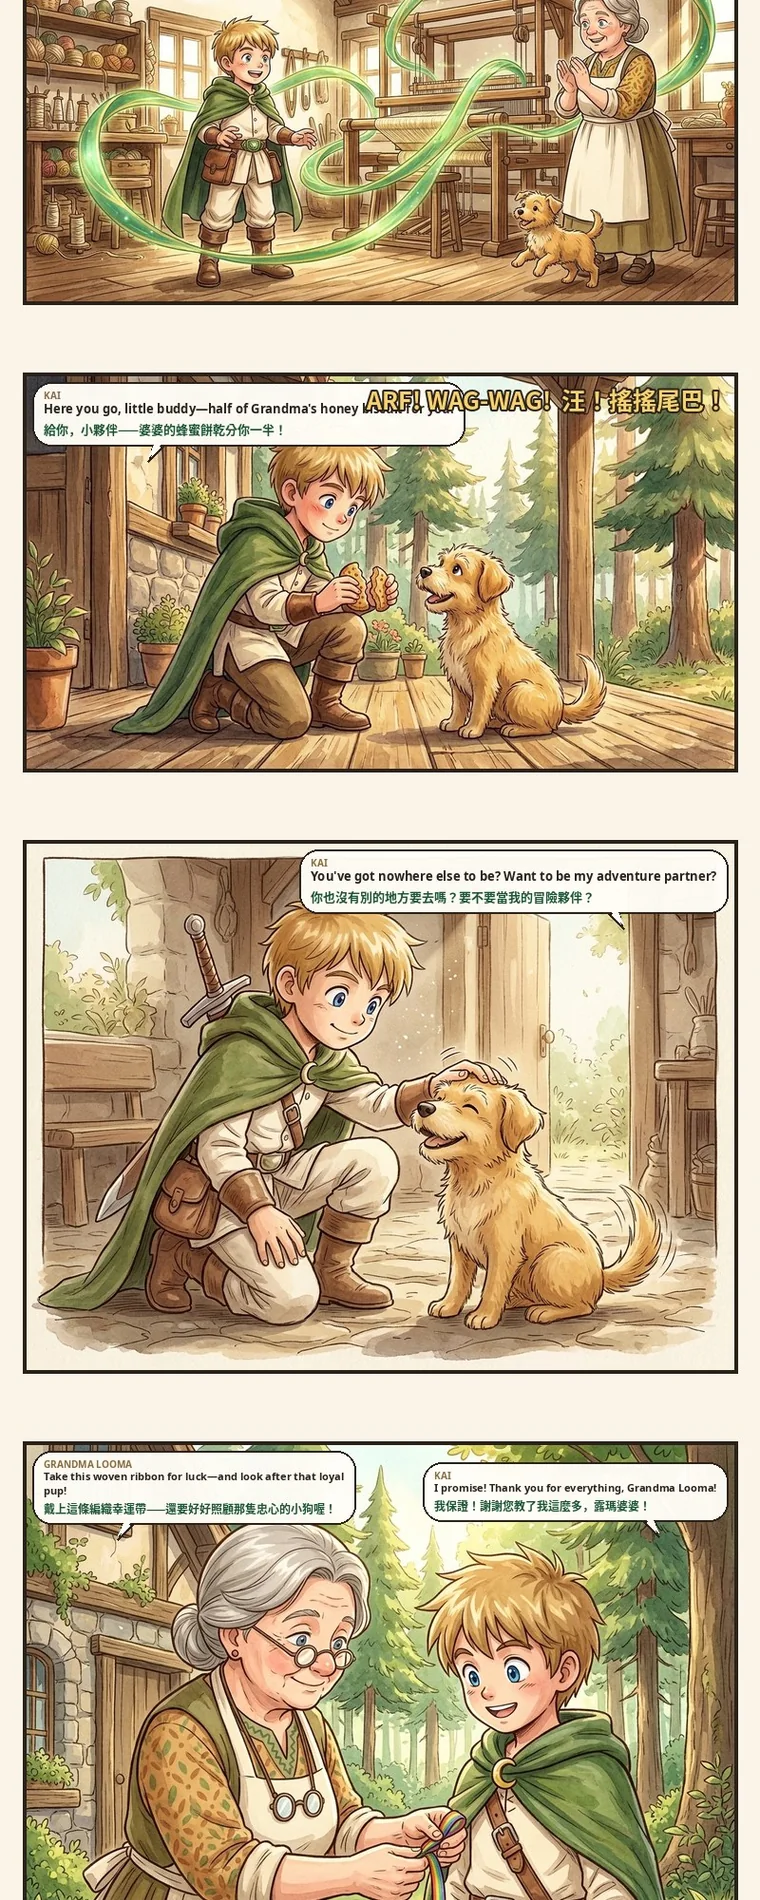 KAI
Here you go, little buddy—half of Grandma's honey
給你，小夥伴——婆婆的蜂蜜餅乾分你一半！
ARF! WAG-WAG! 汪！搖搖尾巴！
KAI
You've got nowhere else to be? Want to be my adventure partner?
你也沒有別的地方要去嗎？要不要當我的冒險夥伴？
GRANDMA LOOMA
Take this woven ribbon for luck—and look after that loyal
pup!
戴上這條編織幸運帶——還要好好照顧那隻忠心的小狗喔！
KAI
I promise! Thank you for everything, Grandma Looma!
我保證！謝謝您教了我這麼多，露瑪婆婆！